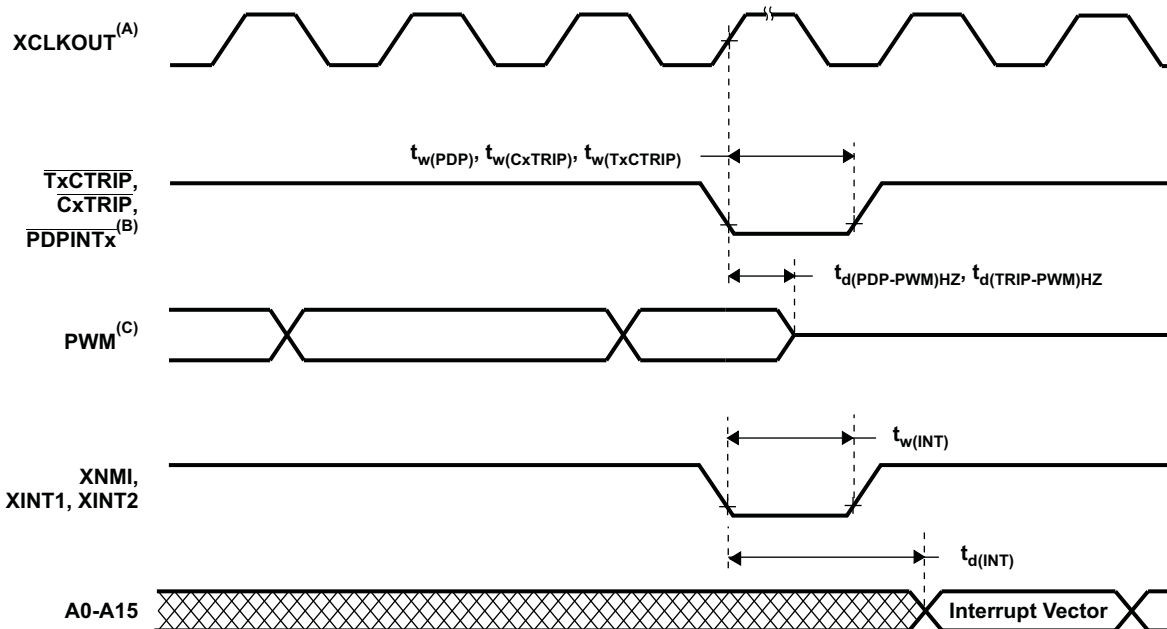 XCLKOUT(A)
tw(PDP), tw(CxTRIP), tw(TxCTRIP)
TxCTRIP,
CxTRIP,
PDPINTx(B)
td(PDP-PWM)HZ, td(TRIP-PWM)HZ
PWM(C)
tw(INT)
XNMI,
XINT1, XINT2
td(INT)
A0-A15
Interrupt Vector